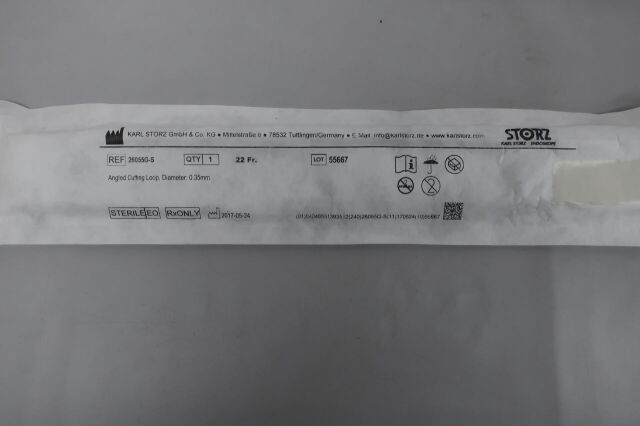 KARL STORZ GmbH & Co. KG • Mittelstraße 8 • 78532 Tuttlingen/Germany • E Mail info@karlstorz.de • www.karlstorz.com
STORZ
KARL STORZ ENDOSKOPE
REF 26055G-S QTY 1 22 Fr. LOT 55667
Angled Cutting Loop. Diameter: 0.35mm
STERILE EO RxONLY 2017-05-24